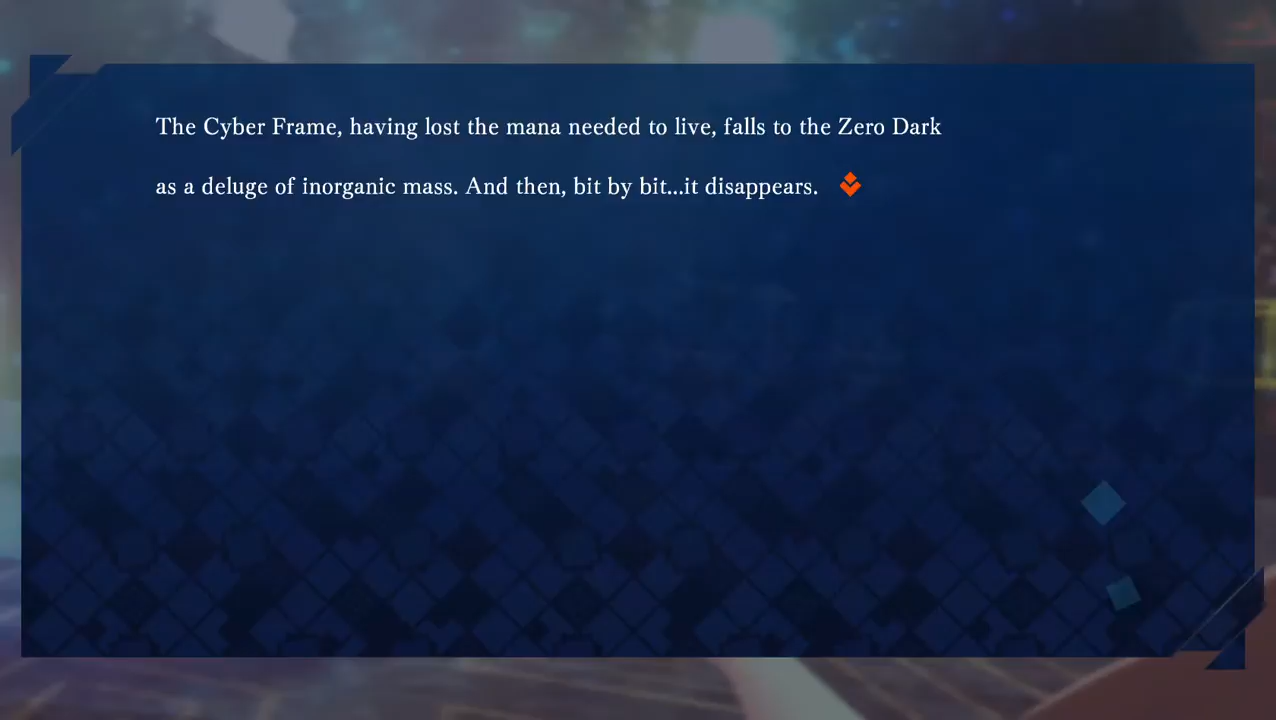 The Cyber Frame, having lost the mana needed to live, falls to the Zero Dark
as a deluge of inorganic mass. And then, bit by bit...it disappears.